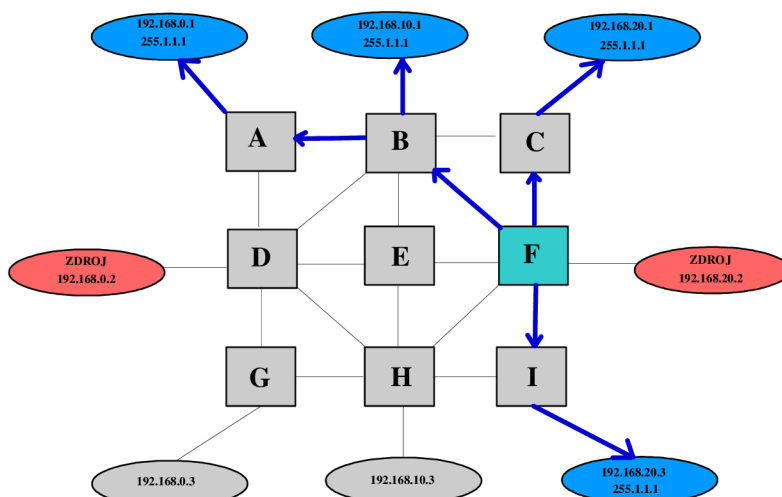 192.168.0.1
255.1.1.1
192.168.10.1
255.1.1.1
192.168.20.1
255.1.1.1
A
B
C
D
E
F
ZDROJ
192.168.0.2
ZDROJ
192.168.20.2
G
H
I
192.168.0.3
192.168.10.3
192.168.20.3
255.1.1.1